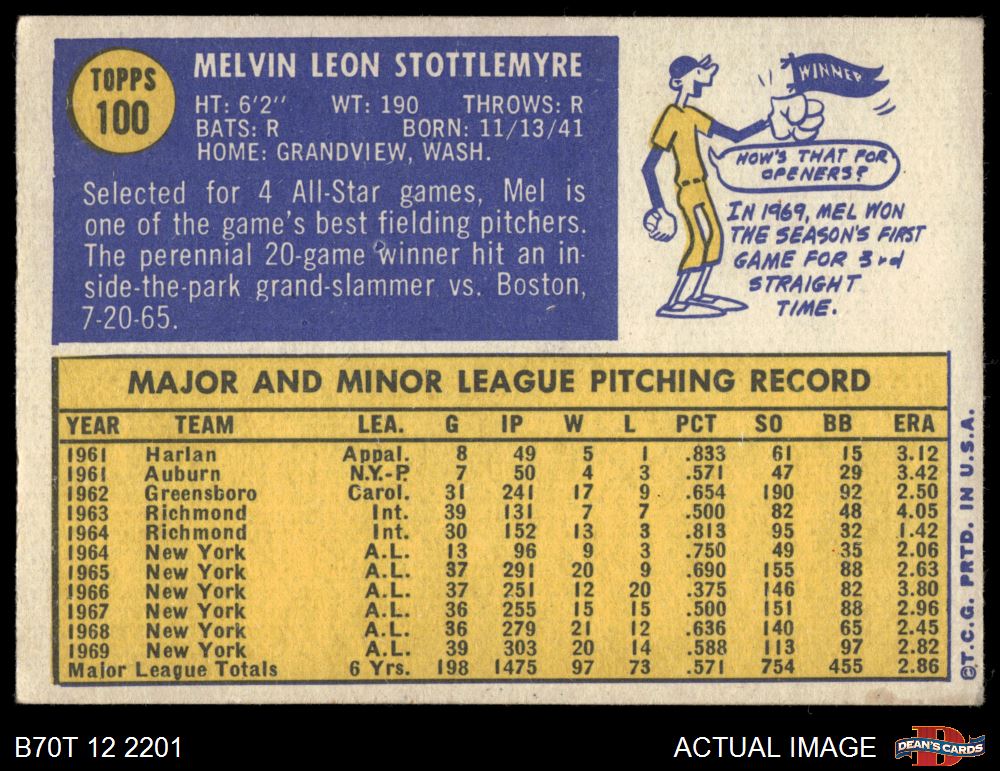 TOPPS
100
MELVIN LEON STOTTLEMYRE
HT: 6'2" WT: 190 THROWS: R
BATS: R BORN: 11/13/41
HOME: GRANDVIEW, WASH.
Selected for 4 All-Star games, Mel is
one of the game's best fielding pitchers.
The perennial 20-game winner hit an in-
side-the-park grand-slammer vs. Boston,
7-20-65.
WINNER
HOW'S THAT FOR
OPENERS?
IN 1969, MEL WON
THE SEASON'S FIRST
GAME FOR 3rd
STRAIGHT
TIME.
MAJOR AND MINOR LEAGUE PITCHING RECORD
YEAR TEAM LEA. G IP W L PCT SO BB ERA
1961 Harlan Appal. 8 49 5 1 .833 61 15 3.12
1961 Auburn N.Y.-P. 7 50 4 3 .571 47 29 3.42
1962 Greensboro Carol. 31 241 17 9 .654 190 92 2.50
1963 Richmond Int. 39 131 7 7 .500 82 48 4.05
1964 Richmond Int. 30 152 13 3 .813 95 32 1.42
1964 New York A.L. 13 96 9 3 .750 49 35 2.06
1965 New York A.L. 37 291 20 9 .690 155 88 2.63
1966 New York A.L. 37 251 12 20 .375 146 82 3.80
1967 New York A.L. 36 255 15 15 .500 151 88 2.96
1968 New York A.L. 36 279 21 12 .636 140 65 2.45
1969 New York A.L. 39 303 20 14 .588 113 97 2.82
Major League Totals 6 Yrs. 198 1475 97 73 .571 754 455 2.86
©T.C.G. PRTD. IN U.S.A.
B70T 12 2201
ACTUAL IMAGE
D
DEAN'S CARDS